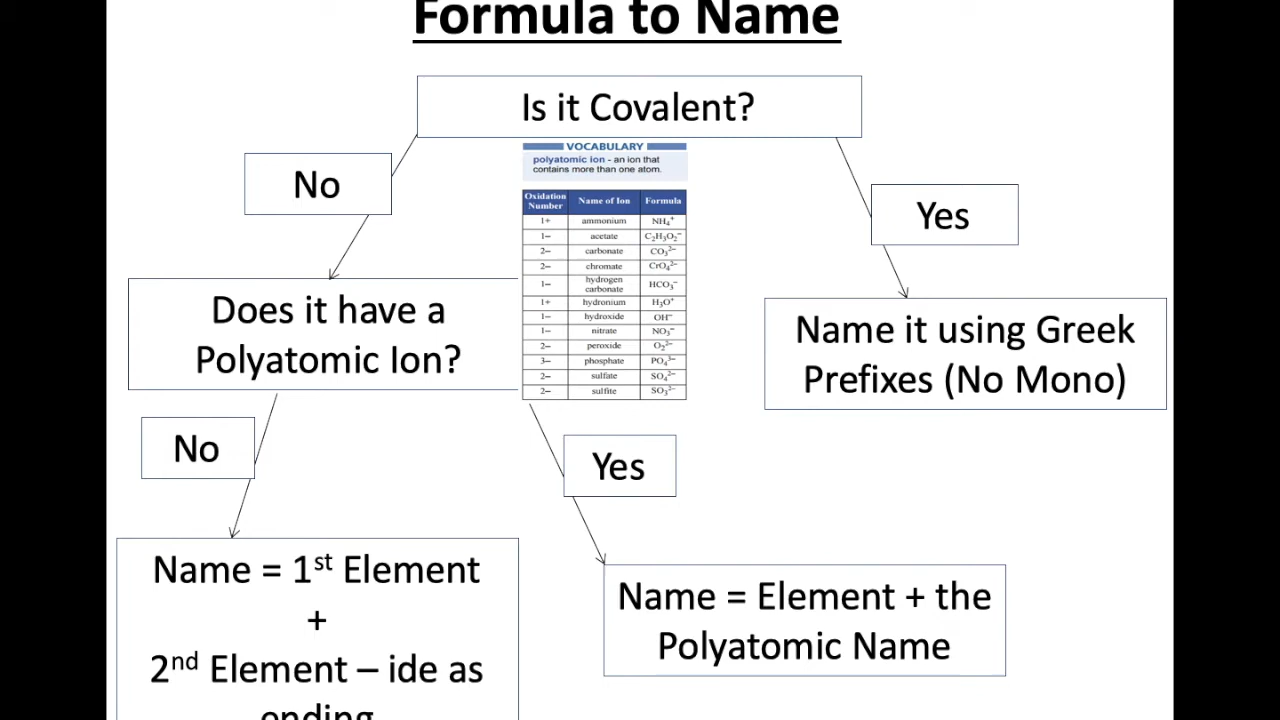 Formula to Name
Is it Covalent?
No
Yes
VOCABULARY
polyatomic ion - an ion that
contains more than one atom.
Oxidation Number Name of Ion Formula
1+ ammonium NH₄⁺
1− acetate C₂H₃O₂⁻
2− carbonate CO₃²⁻
2− chromate CrO₄²⁻
1− hydrogen carbonate HCO₃⁻
1+ hydronium H₃O⁺
1− hydroxide OH⁻
1− nitrate NO₃⁻
2− peroxide O₂²⁻
3− phosphate PO₄³⁻
2− sulfate SO₄²⁻
2− sulfite SO₃²⁻
Does it have a
Polyatomic Ion?
Name it using Greek
Prefixes (No Mono)
No
Yes
Name = 1st Element
+
2nd Element – ide as
ending
Name = Element + the
Polyatomic Name